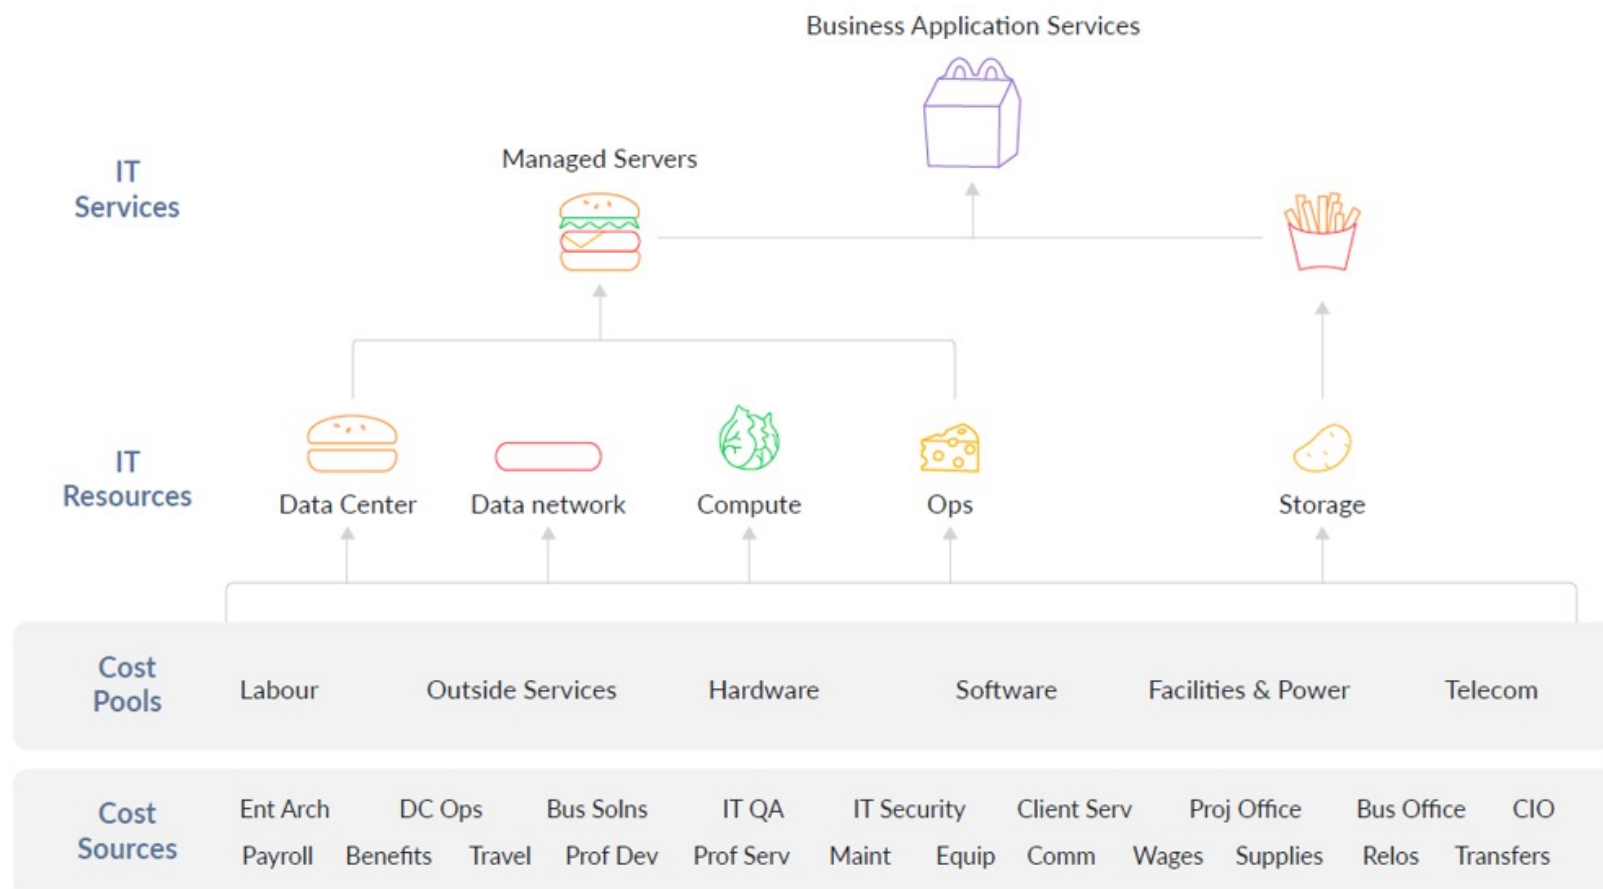 Business Application Services
Managed Servers
IT
Services
IT
Resources
Data Center
Data network
Compute
Ops
Storage
Cost
Pools
Labour
Outside Services
Hardware
Software
Facilities & Power
Telecom
Cost
Sources
Ent Arch
DC Ops
Bus Solns
IT QA
IT Security
Client Serv
Proj Office
Bus Office
CIO
Payroll
Benefits
Travel
Prof Dev
Prof Serv
Maint
Equip
Comm
Wages
Supplies
Relos
Transfers